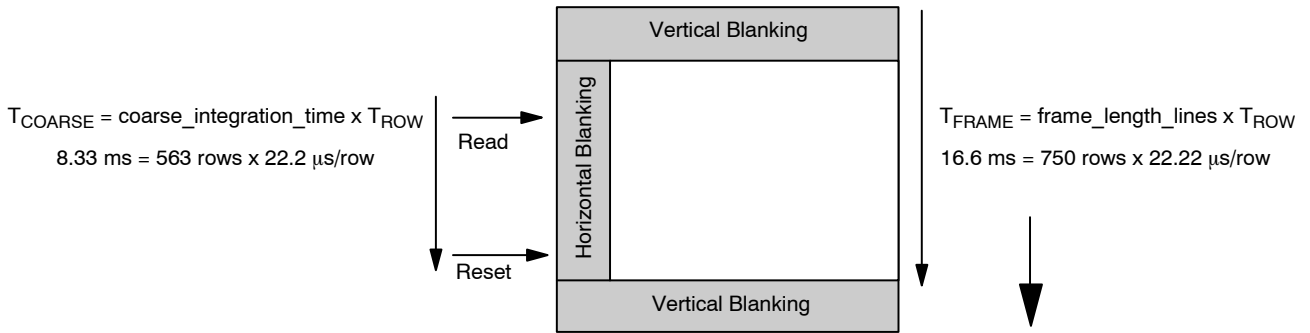 Vertical Blanking
T_COARSE = coarse_integration_time x T_ROW
8.33 ms = 563 rows x 22.2 μs/row
Read
Reset
Horizontal Blanking
T_FRAME = frame_length_lines x T_ROW
16.6 ms = 750 rows x 22.22 μs/row
Vertical Blanking